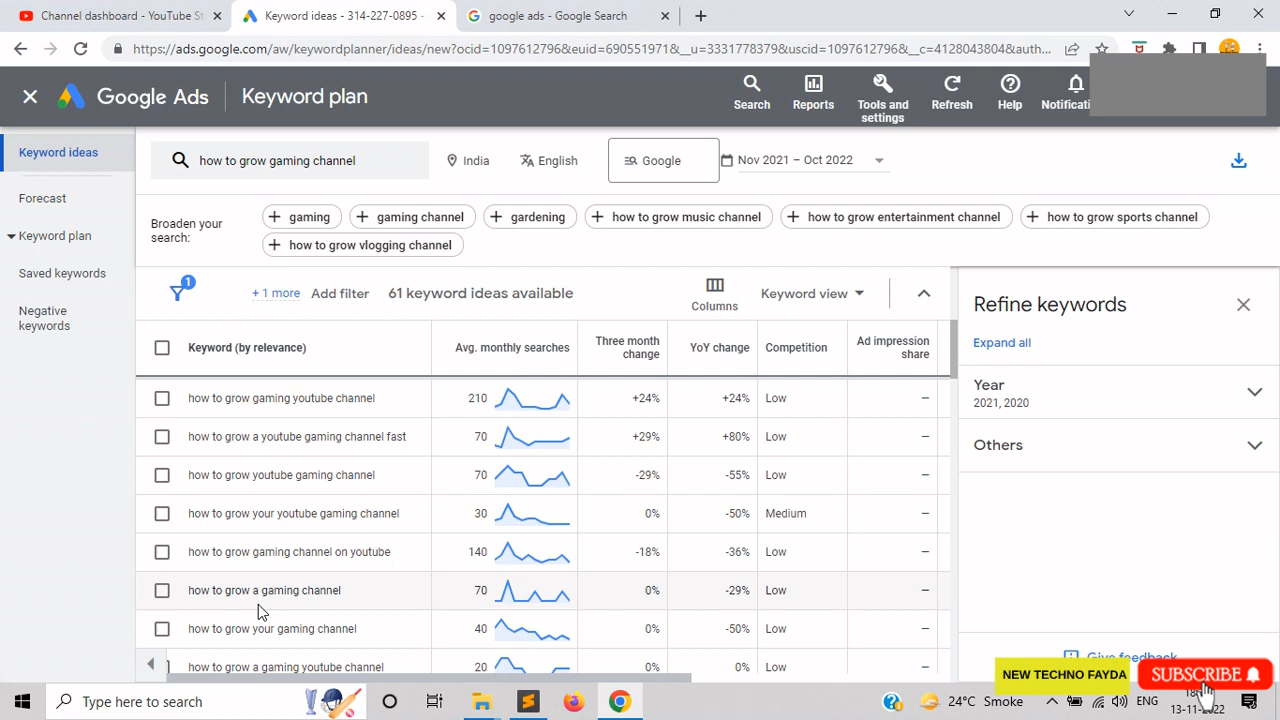 Channel dashboard - YouTube St
Keyword ideas - 314-227-0895 -
google ads - Google Search
https://ads.google.com/aw/keywordplanner/ideas/new?ocid=1097612796&euid=690551971&__u=3331778379&uscid=1097612796&__c=4128043804&auth...
Google Ads
Keyword plan
Search
Reports
Tools and settings
Refresh
Help
Notificati
Keyword ideas
Forecast
Keyword plan
Saved keywords
Negative keywords
how to grow gaming channel
India
English
Google
Nov 2021 – Oct 2022
Broaden your search:
gaming
gaming channel
gardening
how to grow music channel
how to grow entertainment channel
how to grow sports channel
how to grow vlogging channel
1
+ 1 more
Add filter
61 keyword ideas available
Columns
Keyword view
Keyword (by relevance) Avg. monthly searches Three month change YoY change Competition Ad impression share
how to grow gaming youtube channel 210 +24% +24% Low –
how to grow a youtube gaming channel fast 70 +29% +80% Low –
how to grow youtube gaming channel 70 -29% -55% Low –
how to grow your youtube gaming channel 30 0% -50% Medium –
how to grow gaming channel on youtube 140 -18% -36% Low –
how to grow a gaming channel 70 0% -29% Low –
how to grow your gaming channel 40 0% -50% Low –
how to grow a gaming youtube channel 20 0% 0% Low –
Refine keywords
Expand all
Year
2021, 2020
Others
Give feedback
NEW TECHNO FAYDA
SUBSCRIBE
Type here to search
24°C Smoke
ENG
13-11-2022